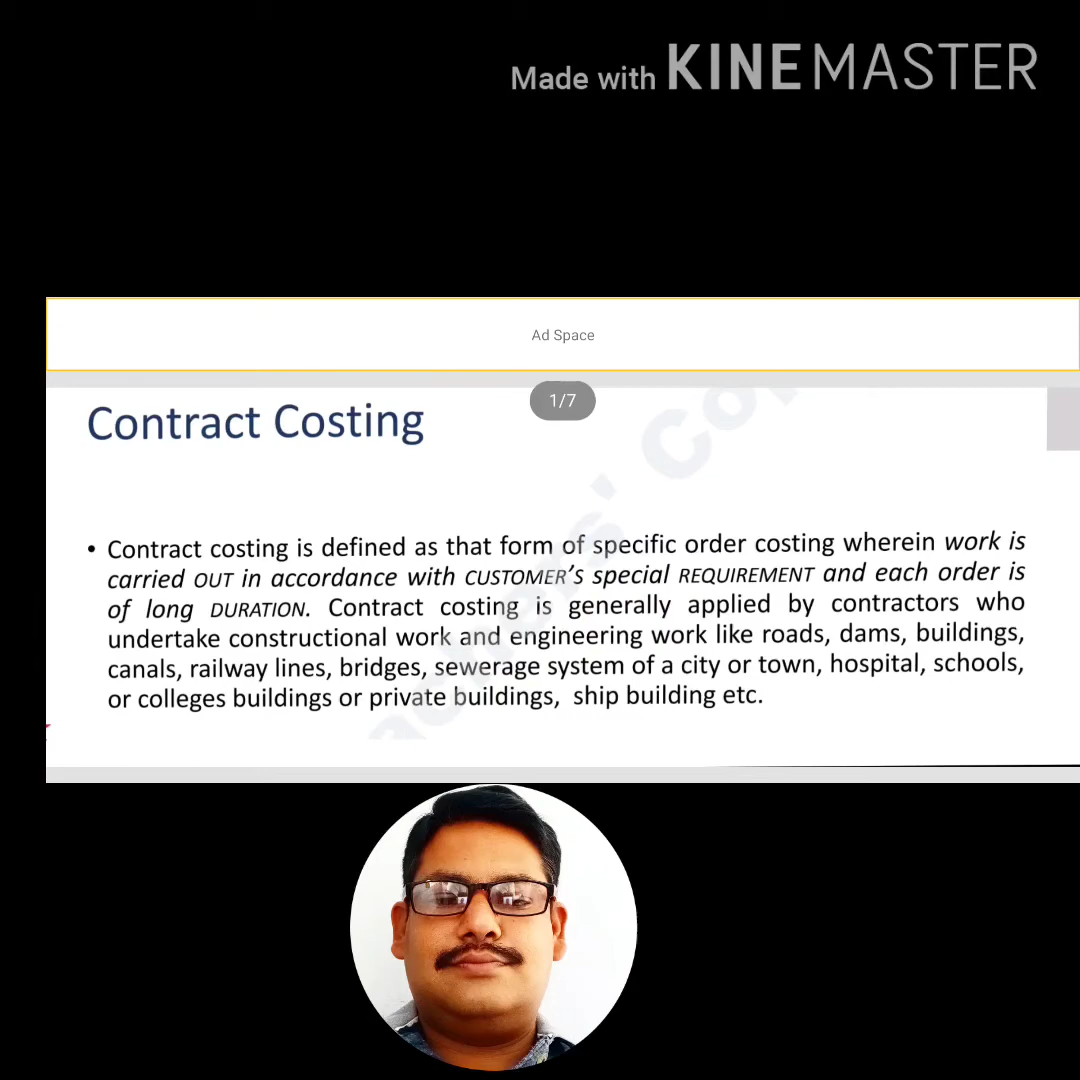 Made with KINEMASTER
Ad Space
1/7
Contract Costing
• Contract costing is defined as that form of specific order costing wherein work is
carried OUT in accordance with CUSTOMER's special REQUIREMENT and each order is
of long DURATION. Contract costing is generally applied by contractors who
undertake constructional work and engineering work like roads, dams, buildings,
canals, railway lines, bridges, sewerage system of a city or town, hospital, schools,
or colleges buildings or private buildings, ship building etc.